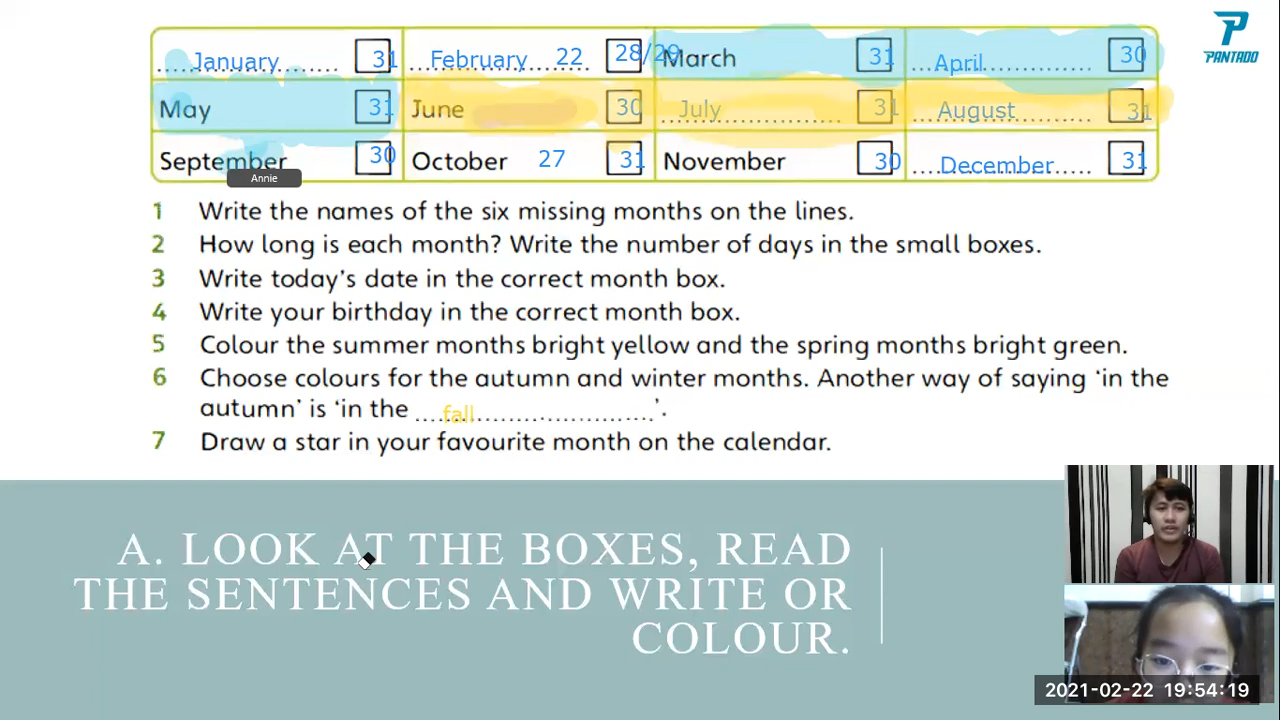 PANTADO
January 31 February 22 28/29 March 31 April 30
May 31 June 30 July 31 August 31
September 30 October 27 31 November 30 December 31
Annie
1 Write the names of the six missing months on the lines.
2 How long is each month? Write the number of days in the small boxes.
3 Write today's date in the correct month box.
4 Write your birthday in the correct month box.
5 Colour the summer months bright yellow and the spring months bright green.
6 Choose colours for the autumn and winter months. Another way of saying 'in the
autumn' is 'in the fall'.
7 Draw a star in your favourite month on the calendar.
A. LOOK AT THE BOXES, READ
THE SENTENCES AND WRITE OR
COLOUR.
2021-02-22 19:54:19